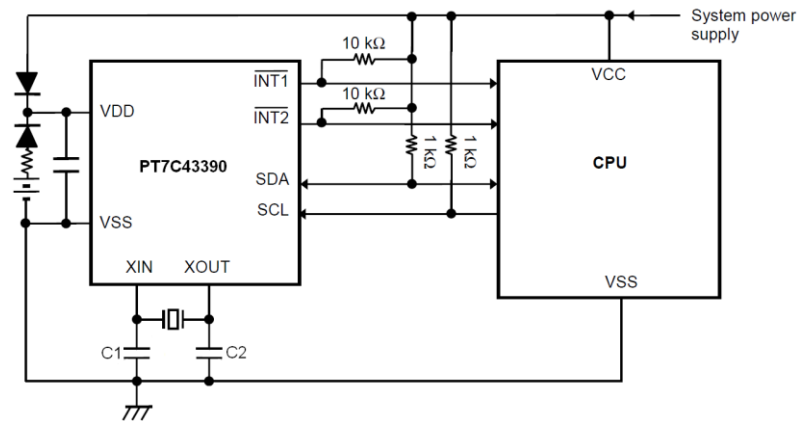 System power
supply
10 kΩ
INT1
VCC
VDD
10 kΩ
INT2
PT7C43390
1 kΩ
1 kΩ
CPU
SDA
SCL
VSS
XIN
XOUT
VSS
C1
C2